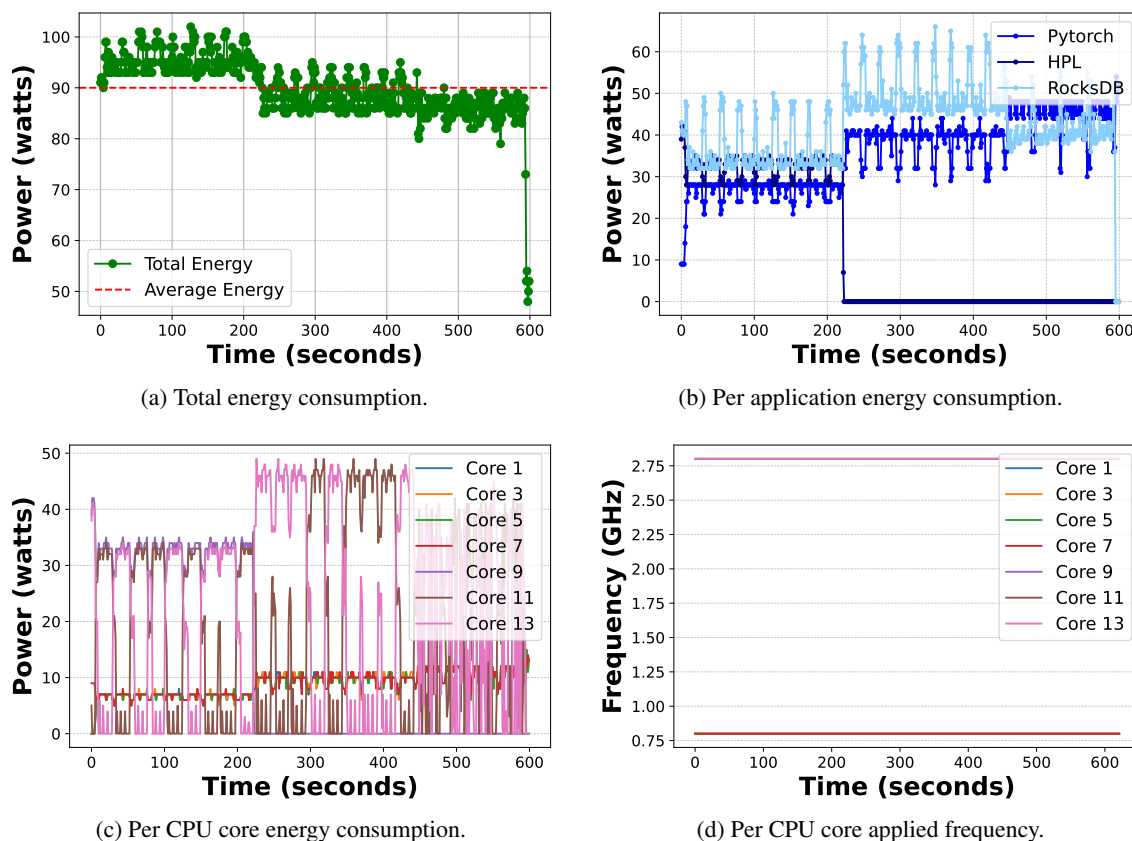 100
90
80
70
60
50
Power (watts)
Total Energy
Average Energy
0 100 200 300 400 500 600
Time (seconds)
(a) Total energy consumption.
60
50
40
30
20
10
0
Power (watts)
Pytorch
HPL
RocksDB
0 100 200 300 400 500 600
Time (seconds)
(b) Per application energy consumption.
50
40
30
20
10
0
Power (watts)
Core 1
Core 3
Core 5
Core 7
Core 9
Core 11
Core 13
0 100 200 300 400 500 600
Time (seconds)
(c) Per CPU core energy consumption.
2.75
2.50
2.25
2.00
1.75
1.50
1.25
1.00
0.75
Frequency (GHz)
Core 1
Core 3
Core 5
Core 7
Core 9
Core 11
Core 13
0 100 200 300 400 500 600
Time (seconds)
(d) Per CPU core applied frequency.